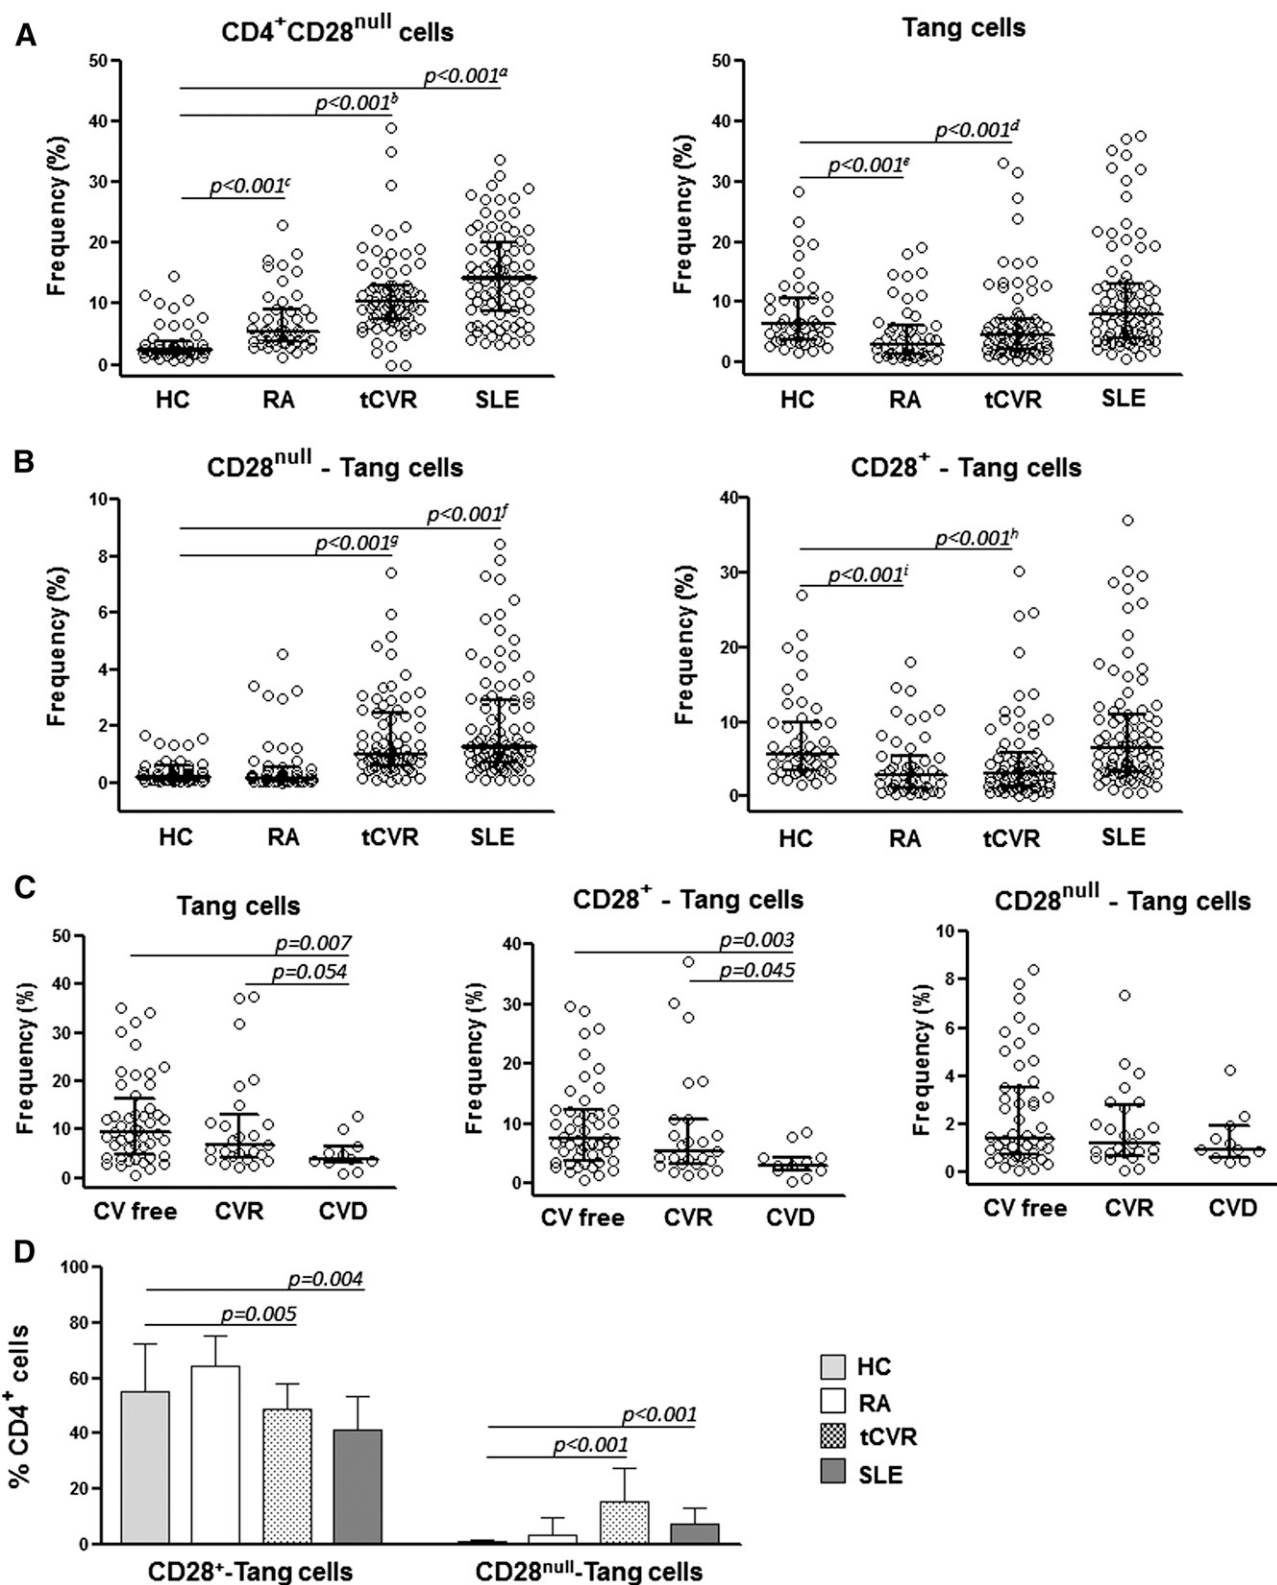 A
CD4⁺CD28ⁿᵘˡˡ cells
Tang cells
50
40
30
20
10
0
Frequency (%)
p<0.001ᵃ
p<0.001ᵇ
p<0.001ᶜ
HC RA tCVR SLE
50
40
30
20
10
0
Frequency (%)
p<0.001ᵈ
p<0.001ᵉ
HC RA tCVR SLE
B
CD28ⁿᵘˡˡ - Tang cells
CD28⁺ - Tang cells
10
8
6
4
2
0
Frequency (%)
p<0.001ᶠ
p<0.001ᵍ
HC RA tCVR SLE
40
30
20
10
0
Frequency (%)
p<0.001ʰ
p<0.001ⁱ
HC RA tCVR SLE
C
Tang cells
50
40
30
20
10
0
Frequency (%)
p=0.007
p=0.054
CV free CVR CVD
CD28⁺ - Tang cells
40
30
20
10
0
Frequency (%)
p=0.003
p=0.045
CV free CVR CVD
CD28ⁿᵘˡˡ - Tang cells
10
8
6
4
2
0
Frequency (%)
CV free CVR CVD
D
100
80
60
40
20
0
% CD4⁺ cells
p=0.004
p=0.005
p<0.001
p<0.001
CD28⁺-Tang cells
CD28ⁿᵘˡˡ-Tang cells
HC
RA
tCVR
SLE